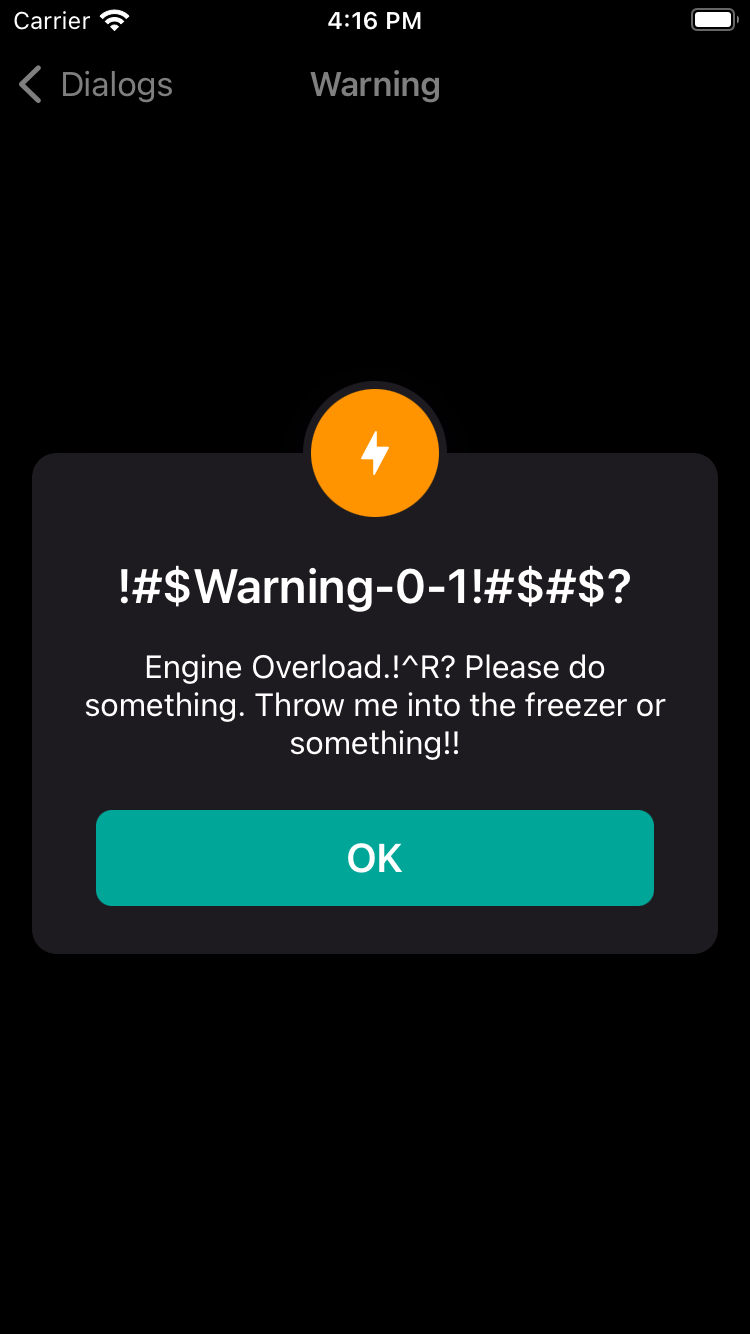 Carrier 4:16 PM
Dialogs Warning
!#$Warning-0-1!#$#$?
Engine Overload.!^R? Please do
something. Throw me into the freezer or
something!!
OK